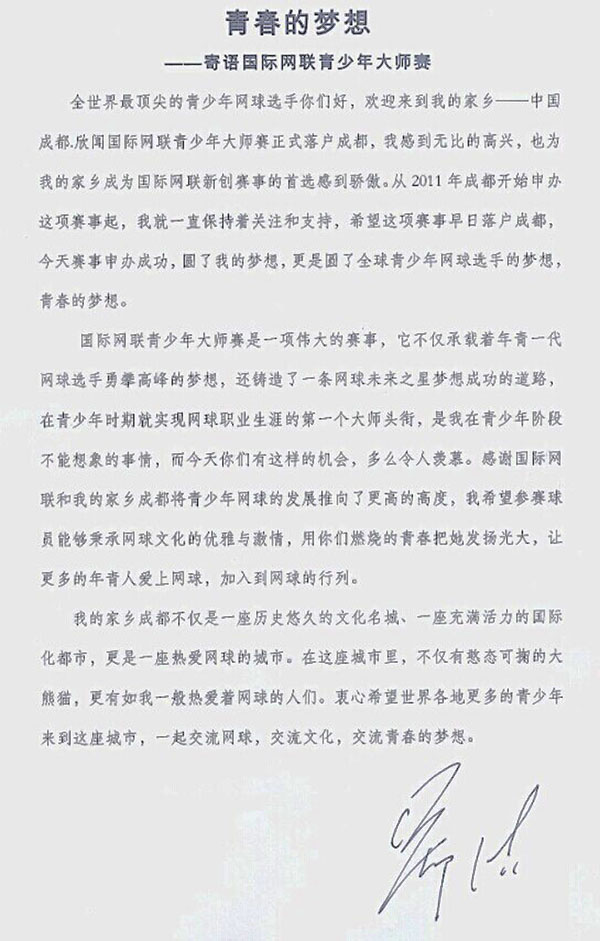 青春的梦想
——寄语国际网联青少年大师赛
全世界最顶尖的青少年网球选手你们好，欢迎来到我的家乡——中国
成都.欣闻国际网联青少年大师赛正式落户成都，我感到无比的高兴，也为
我的家乡成为国际网联新创赛事的首选感到骄傲。从 2011 年成都开始申办
这项赛事起，我就一直保持着关注和支持，希望这项赛事早日落户成都，
今天赛事申办成功，圆了我的梦想，更是圆了全球青少年网球选手的梦想，
青春的梦想。
国际网联青少年大师赛是一项伟大的赛事，它不仅承载着年青一代
网球选手勇攀高峰的梦想，还铸造了一条网球未来之星梦想成功的道路，
在青少年时期就实现网球职业生涯的第一个大师头衔，是我在青少年阶段
不能想象的事情，而今天你们有这样的机会，多么令人羡慕。感谢国际网
联和我的家乡成都将青少年网球的发展推向了更高的高度，我希望参赛球
員能够秉承网球文化的优雅与激情，用你们燃烧的青春把她发扬光大，让
更多的年青人爱上网球，加入到网球的行列。
我的家乡成都不仅是一座历史悠久的文化名城、一座充满活力的国际
化都市，更是一座热爱网球的城市。在这座城市里，不仅有憨态可掬的大
熊猫，更有如我一般热爱着网球的人们。衷心希望世界各地更多的青少年
来到这座城市，一起交流网球，交流文化，交流青春的梦想。